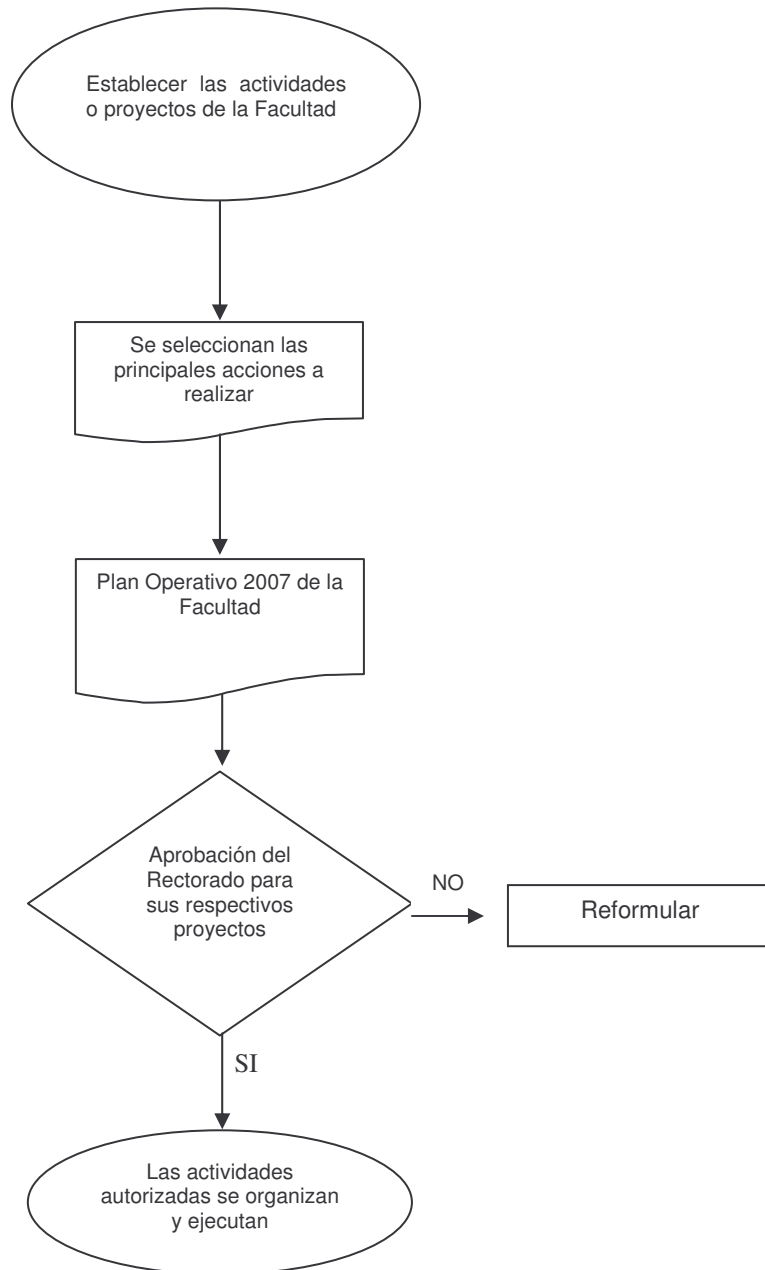 Establecer las actividades
o proyectos de la Facultad
Se seleccionan las
principales acciones a
realizar
Plan Operativo 2007 de la
Facultad
Aprobación del
Rectorado para
sus respectivos
proyectos
NO
Reformular
SI
Las actividades
autorizadas se organizan
y ejecutan